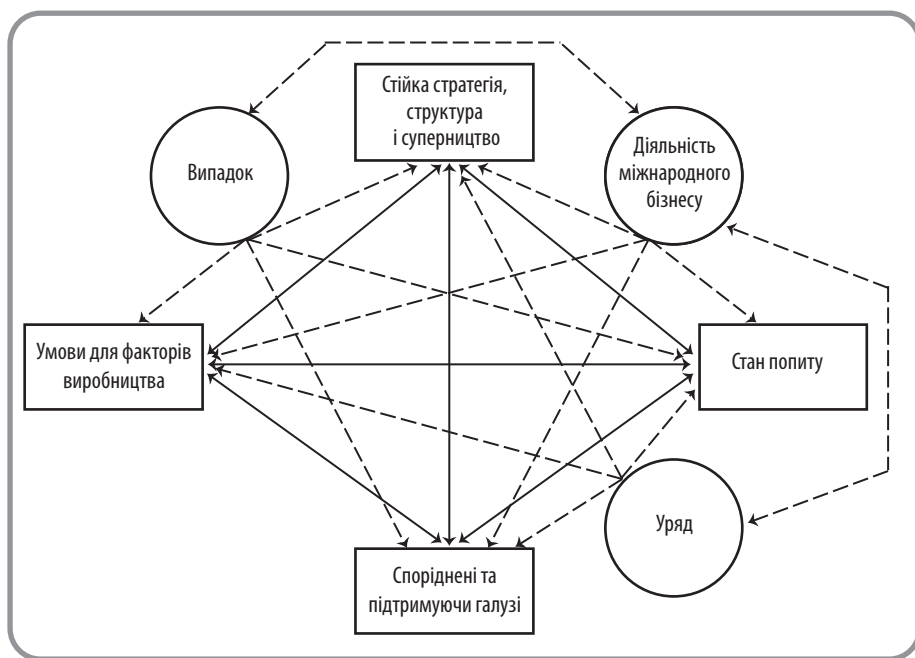 Стійка стратегія,
структура
і суперництво
Випадок
Діяльність
міжнародного
бізнесу
Умови для факторів
виробництва
Стан попиту
Уряд
Споріднені та
підтримуючи галузі